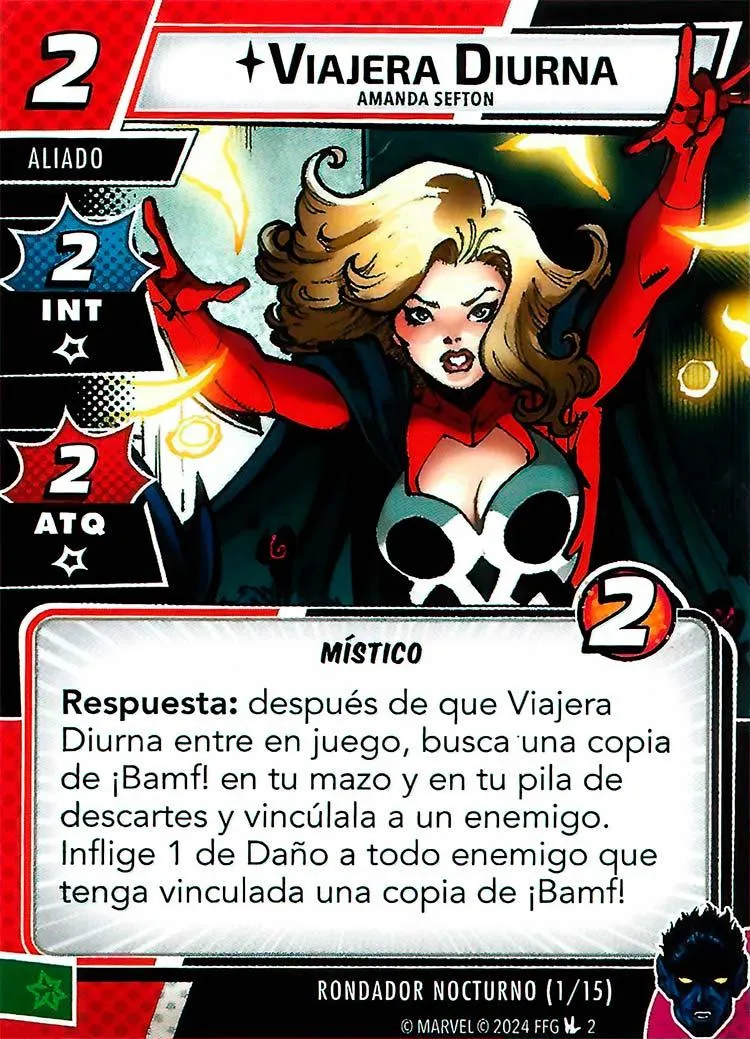 2
VIAJERA DIURNA
AMANDA SEFTON
ALIADO
2
INT
2
ATQ
2
MÍSTICO
Respuesta: después de que Viajera
Diurna entre en juego, busca una copia
de ¡Bamf! en tu mazo y en tu pila de
descartes y vincúlala a un enemigo.
Inflige 1 de Daño a todo enemigo que
tenga vinculada una copia de ¡Bamf!
RONDADOR NOCTURNO (1/15)
© MARVEL © 2024 FFG 2